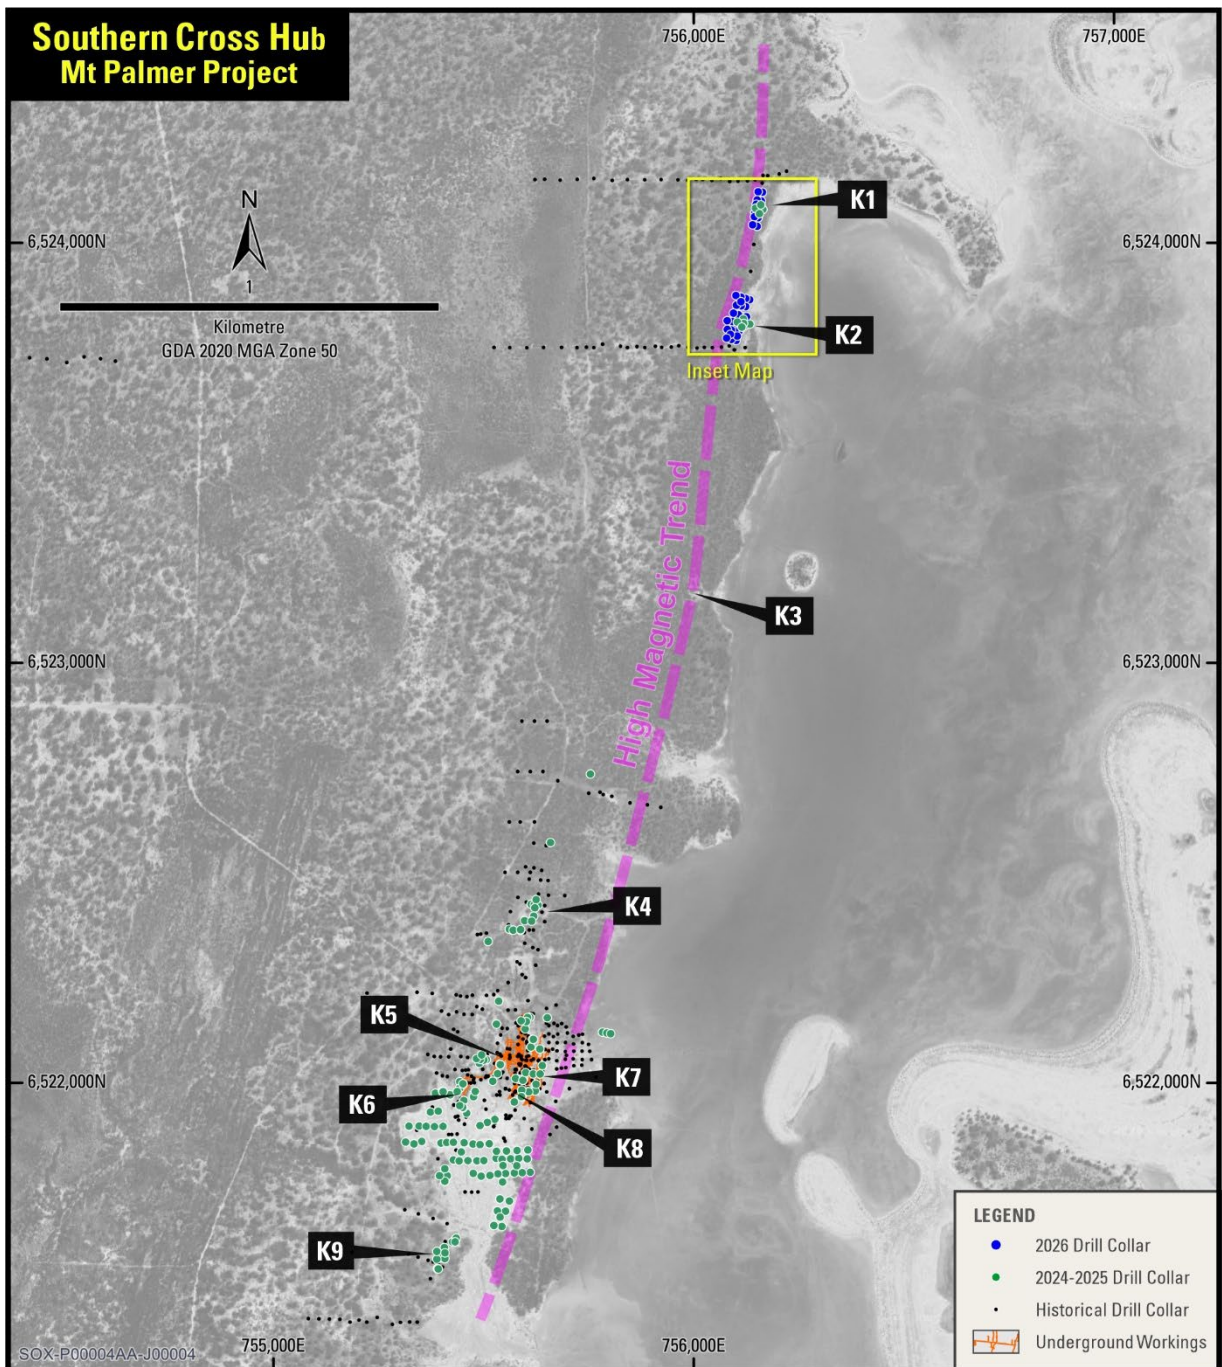 Southern Cross Hub
Mt Palmer Project
756,000E
757,000E
N
K1
6,524,000N
6,524,000N
1
Kilometre
GDA 2020 MGA Zone 50
K2
Inset Map
High Magnetic Trend
K3
6,523,000N
6,523,000N
K4
K5
6,522,000N
K7
6,522,000N
K6
K8
K9
LEGEND
2026 Drill Collar
2024-2025 Drill Collar
Historical Drill Collar
Underground Workings
755,000E
756,000E
SOX-P00004AA-J00004